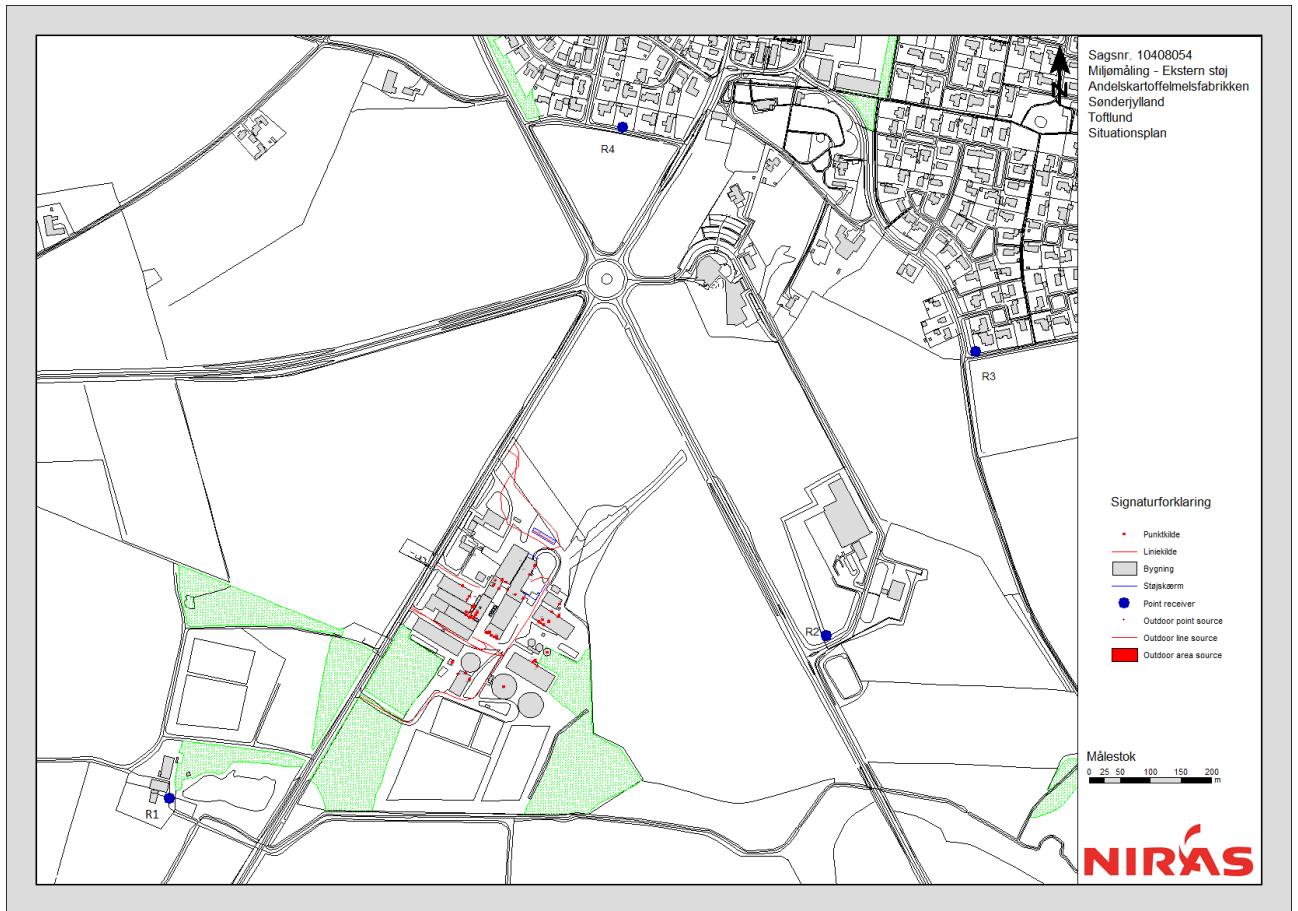 Sagsnr. 10408054
Miljømåling - Ekstern støj
Andelskartoffelmelsfabrikken
Sønderjylland
Toftlund
Situationsplan
R4
R3
R2
R1
Signaturforklaring
Punktkilde
Liniekilde
Bygning
Støjskærm
Point receiver
Outdoor point source
Outdoor line source
Outdoor area source
Målestok
0 25 50 100 150 200
m
NIRAS